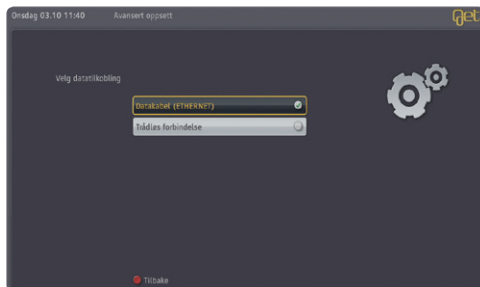 Onsdag 03.10 11:40 Avansert oppsett
get
Velg datatilkobling
Datakabel (ETHERNET)
Trådløs forbindelse
Tilbake